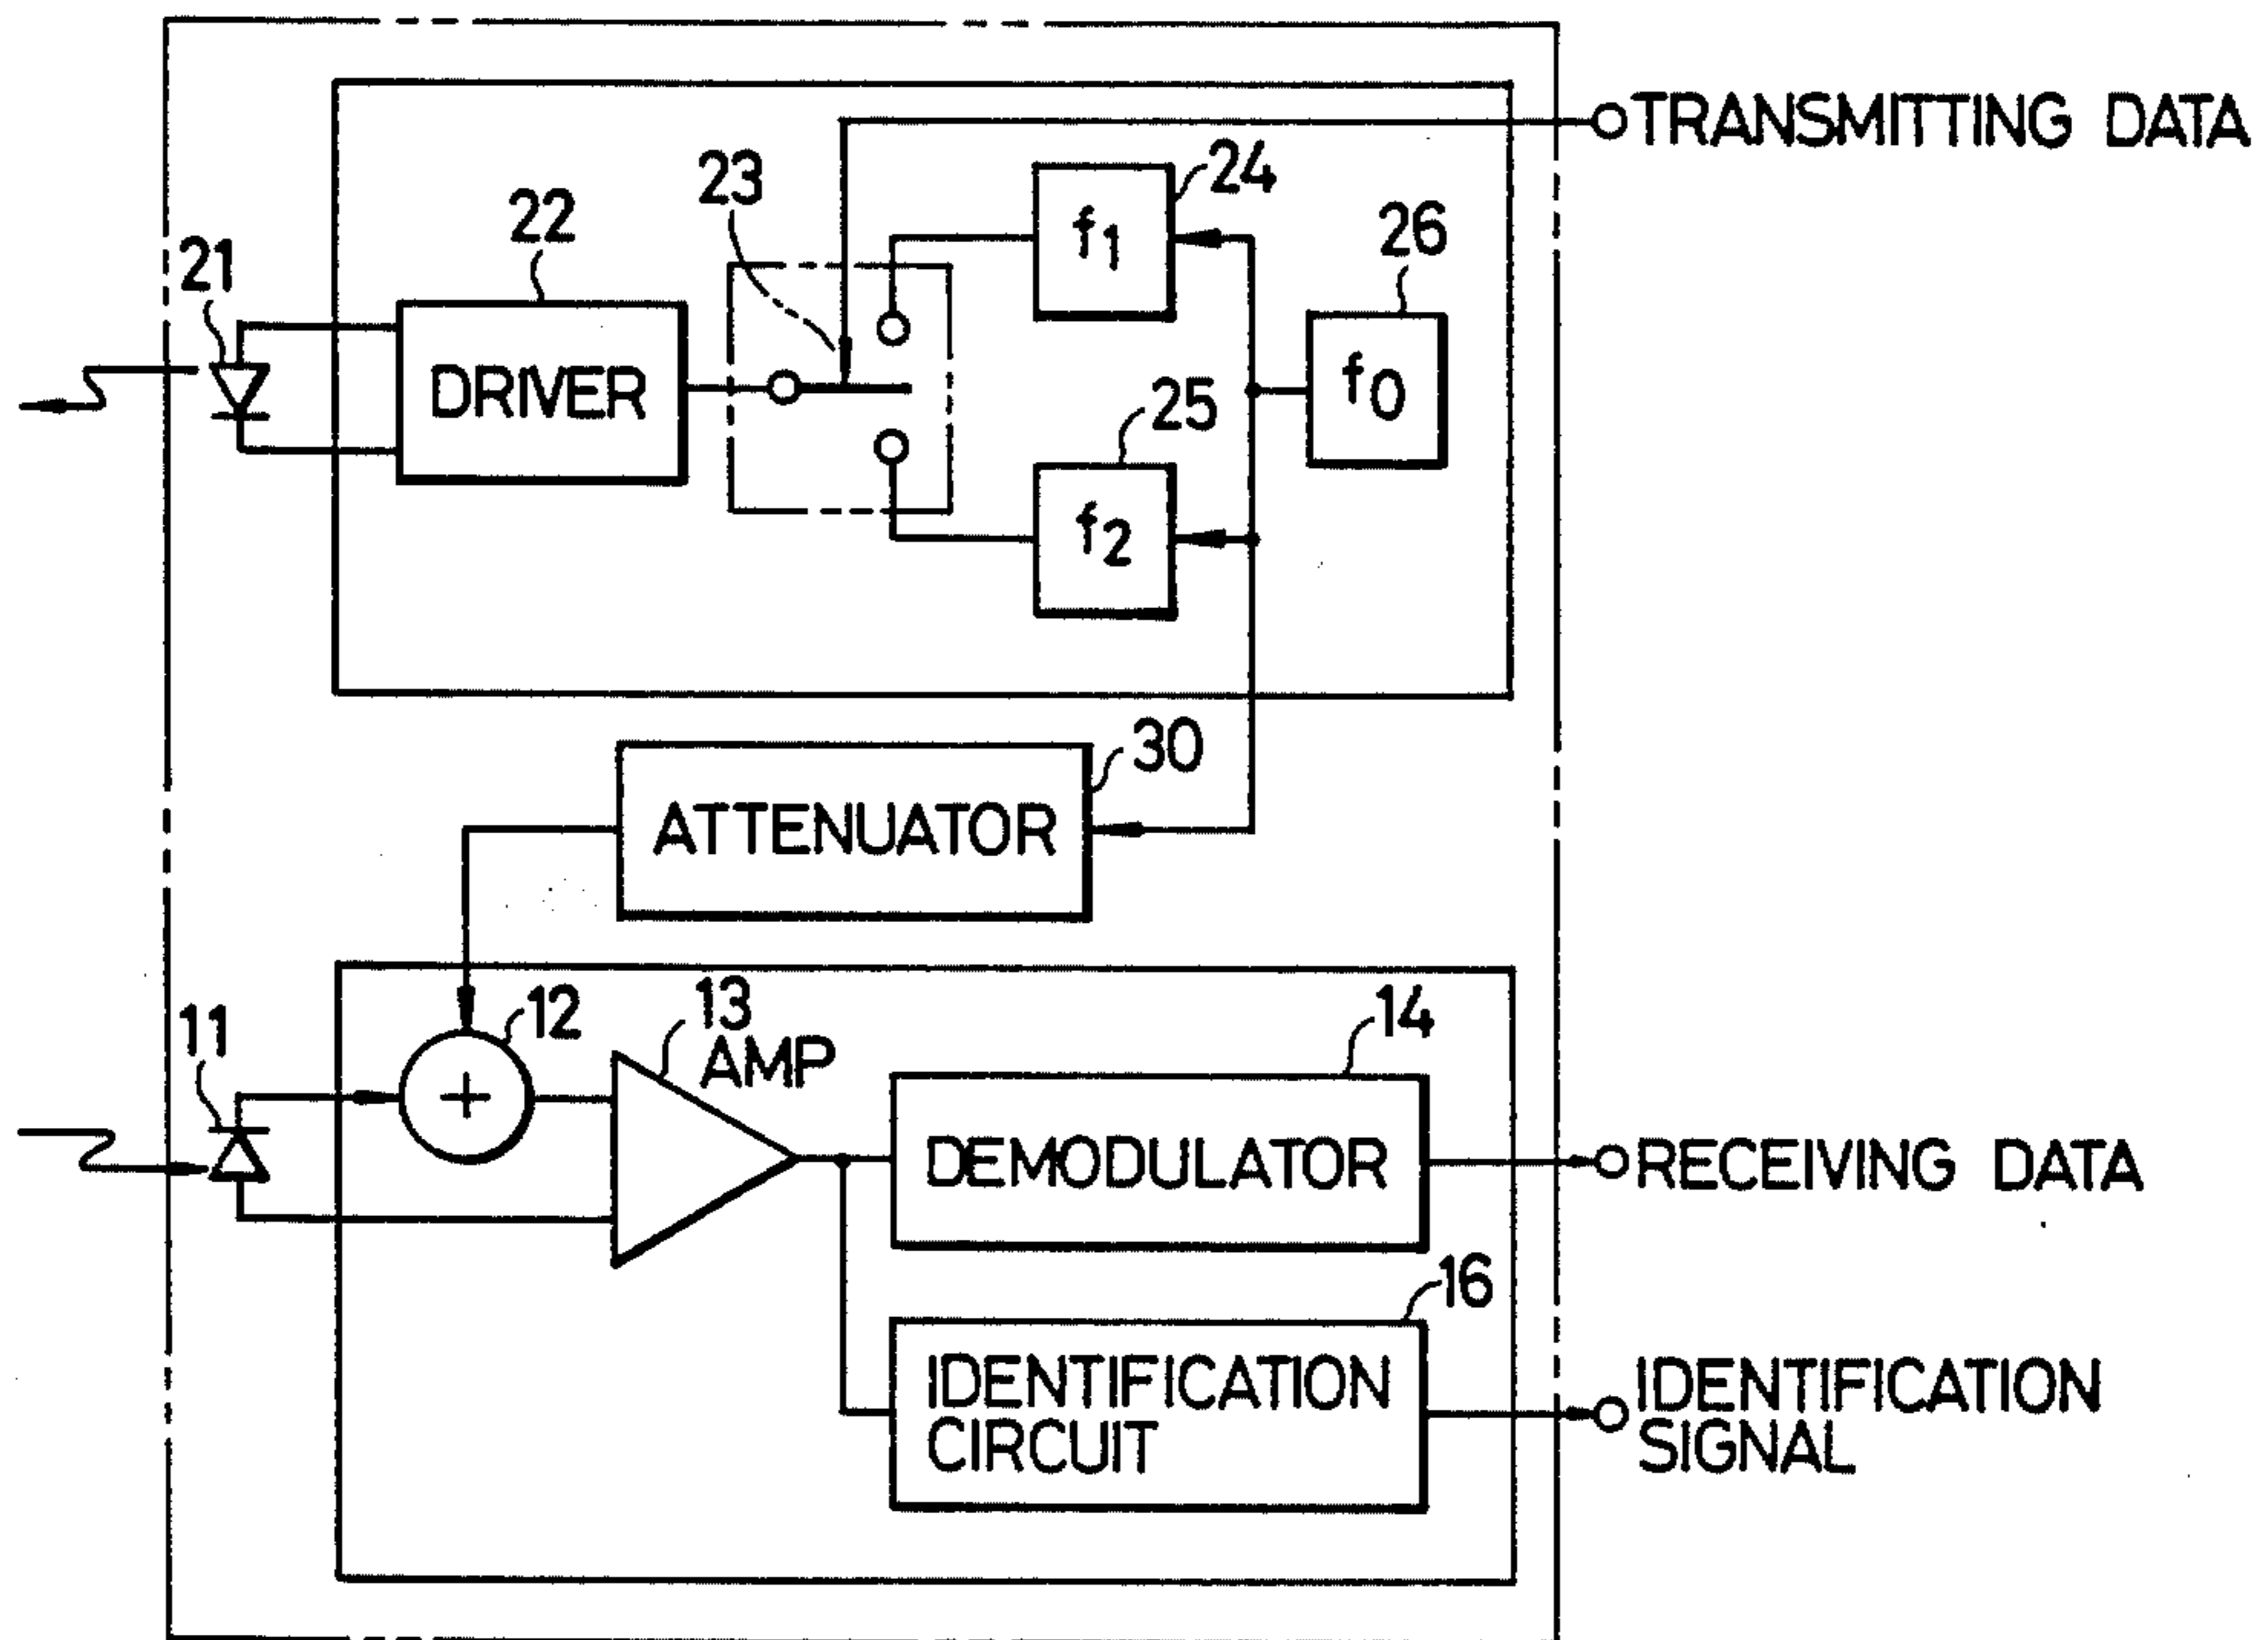 TRANSMITTING DATA
23
24
22
f1
26
21
DRIVER
25
f0
f2
30
ATTENUATOR
11
12
13
AMP
14
DEMODULATOR
RECEIVING DATA
16
IDENTIFICATION
CIRCUIT
IDENTIFICATION
SIGNAL